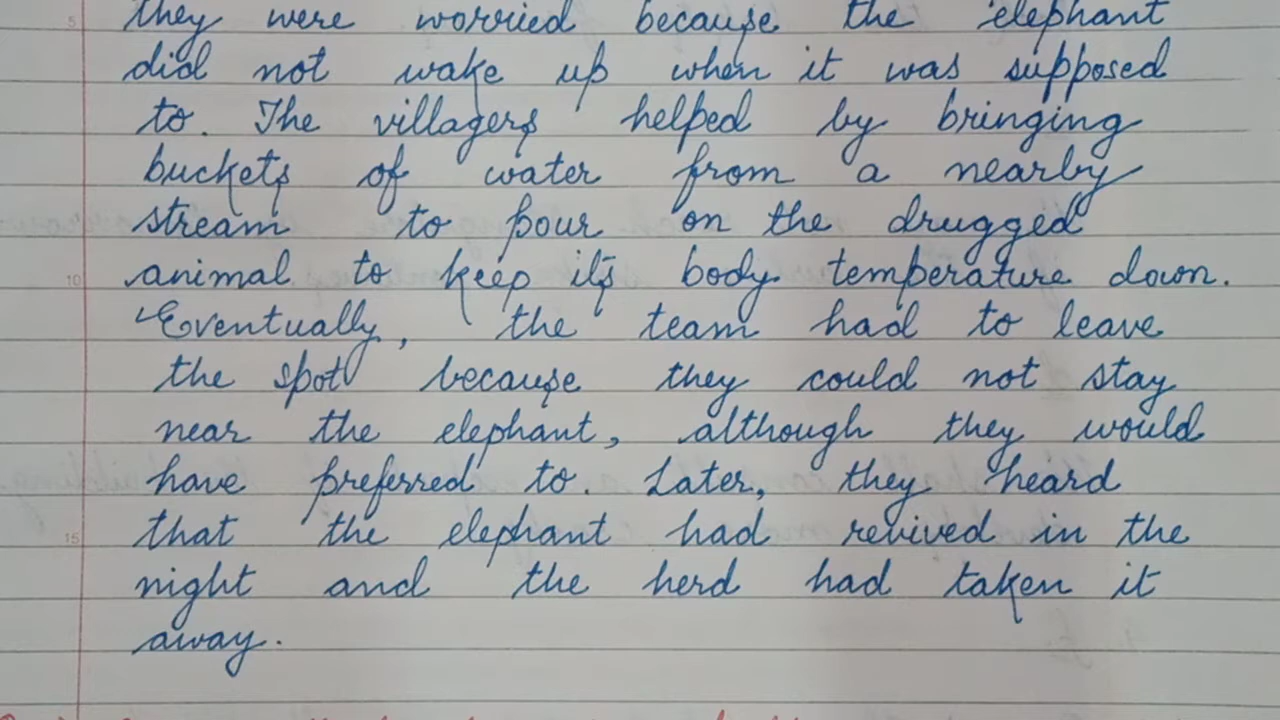 they were worried because the elephant
did not wake up when it was supposed
to. The villagers helped by bringing
buckets of water from a nearby
stream to pour on the drugged
animal to keep its body temperature down.
Eventually, the team had to leave
the spot because they could not stay
near the elephant, although they would
have preferred to. Later, they heard
that the elephant had revived in the
night and the herd had taken it
away.